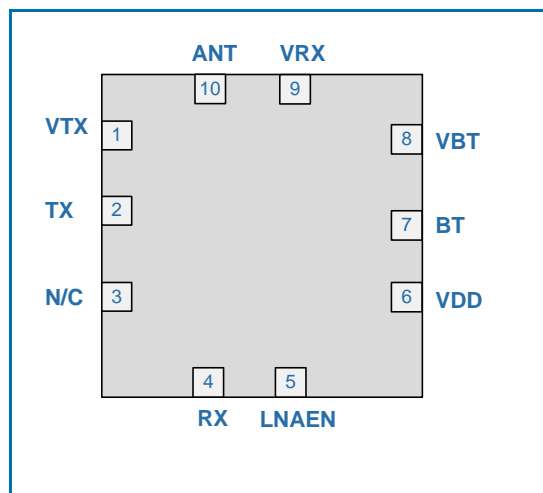 ANT VRX
10 9
VTX 1 8 VBT
TX 2 7 BT
N/C 3 6 VDD
4 5
RX LNAEN